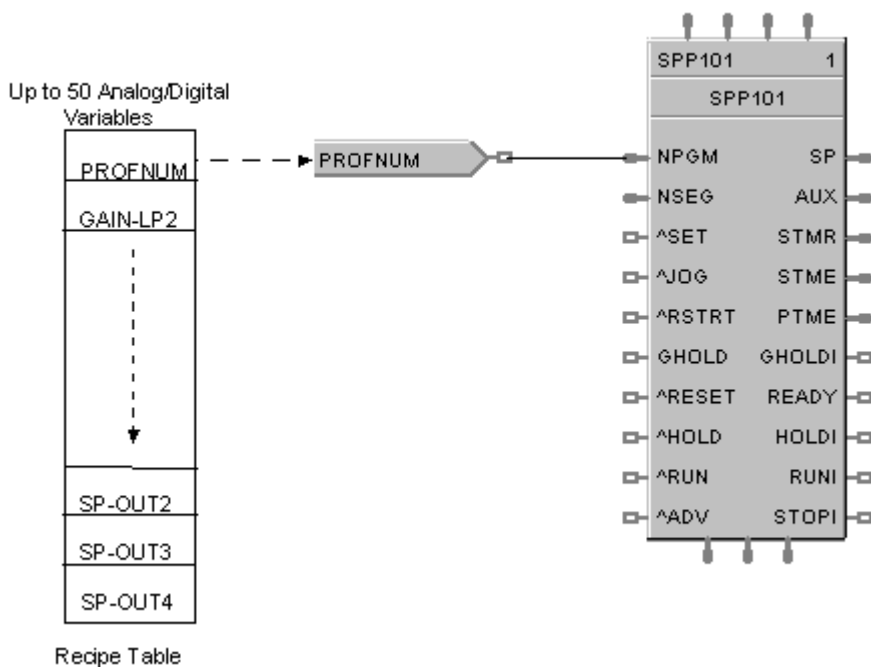 SPP101 1
SPP101
Up to 50 Analog/Digital
Variables
PROFNUM
GAIN-LP2
SP-OUT2
SP-OUT3
SP-OUT4
Recipe Table
PROFNUM
NPGM SP
NSEG AUX
^SET STMR
^JOG STME
^RSTRT PTME
GHOLD GHOLDI
^RESET READY
^HOLD HOLDI
^RUN RUNI
^ADV STOPI